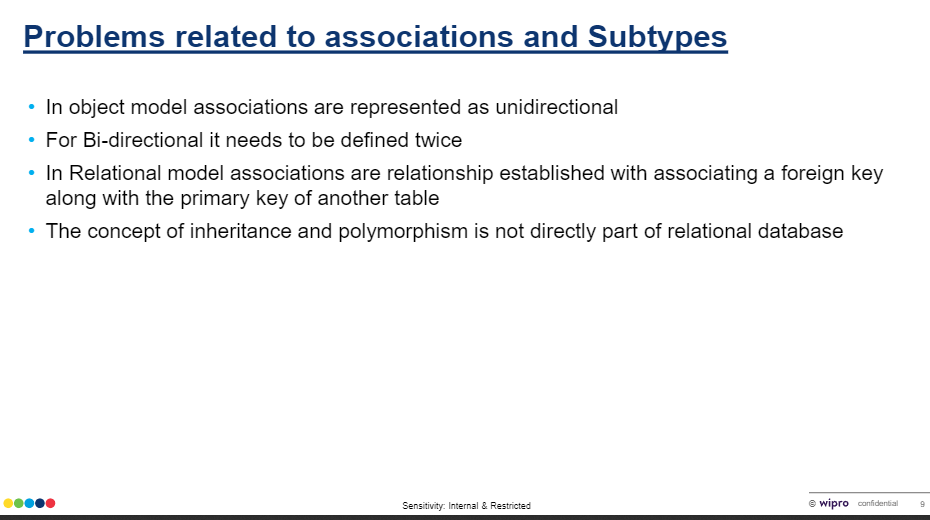 Problems related to associations and Subtypes
• In object model associations are represented as unidirectional
• For Bi-directional it needs to be defined twice
• In Relational model associations are relationship established with associating a foreign key
along with the primary key of another table
• The concept of inheritance and polymorphism is not directly part of relational database
Sensitivity: Internal & Restricted
© wipro confidential 9